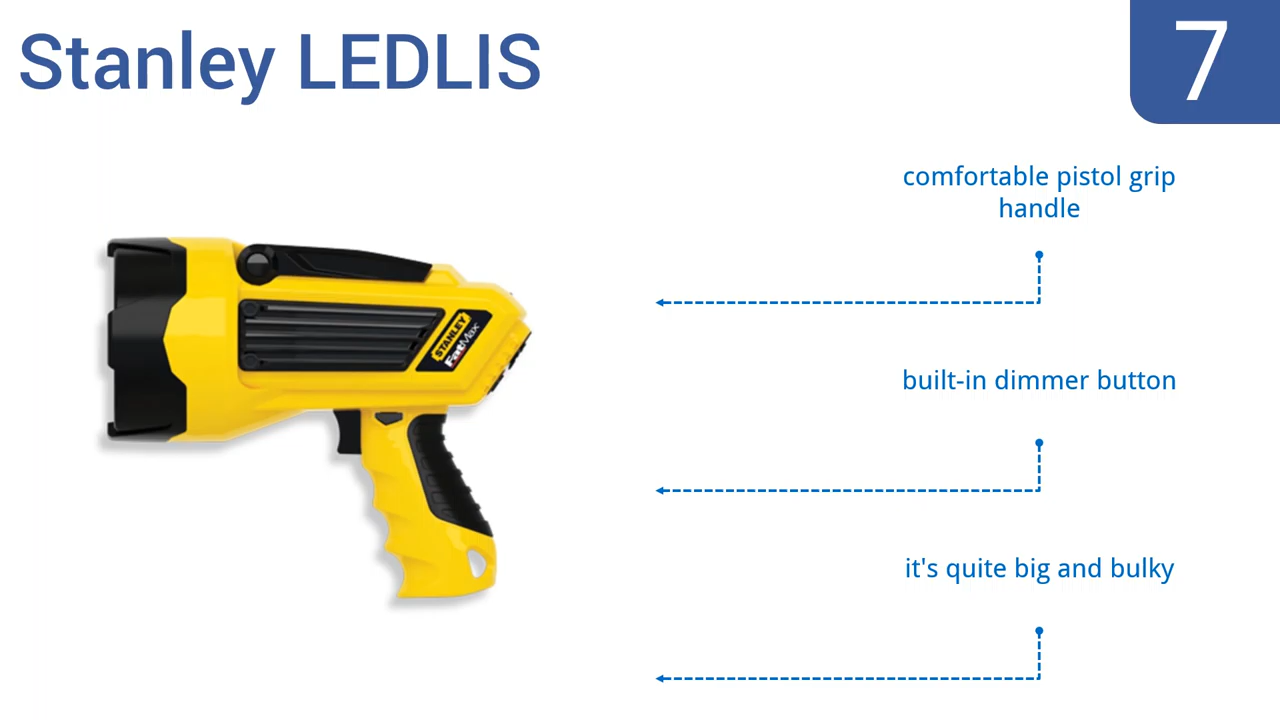 Stanley LEDLIS
7
comfortable pistol grip
handle
STANLEY
FatMax
built-in dimmer button
it's quite big and bulky